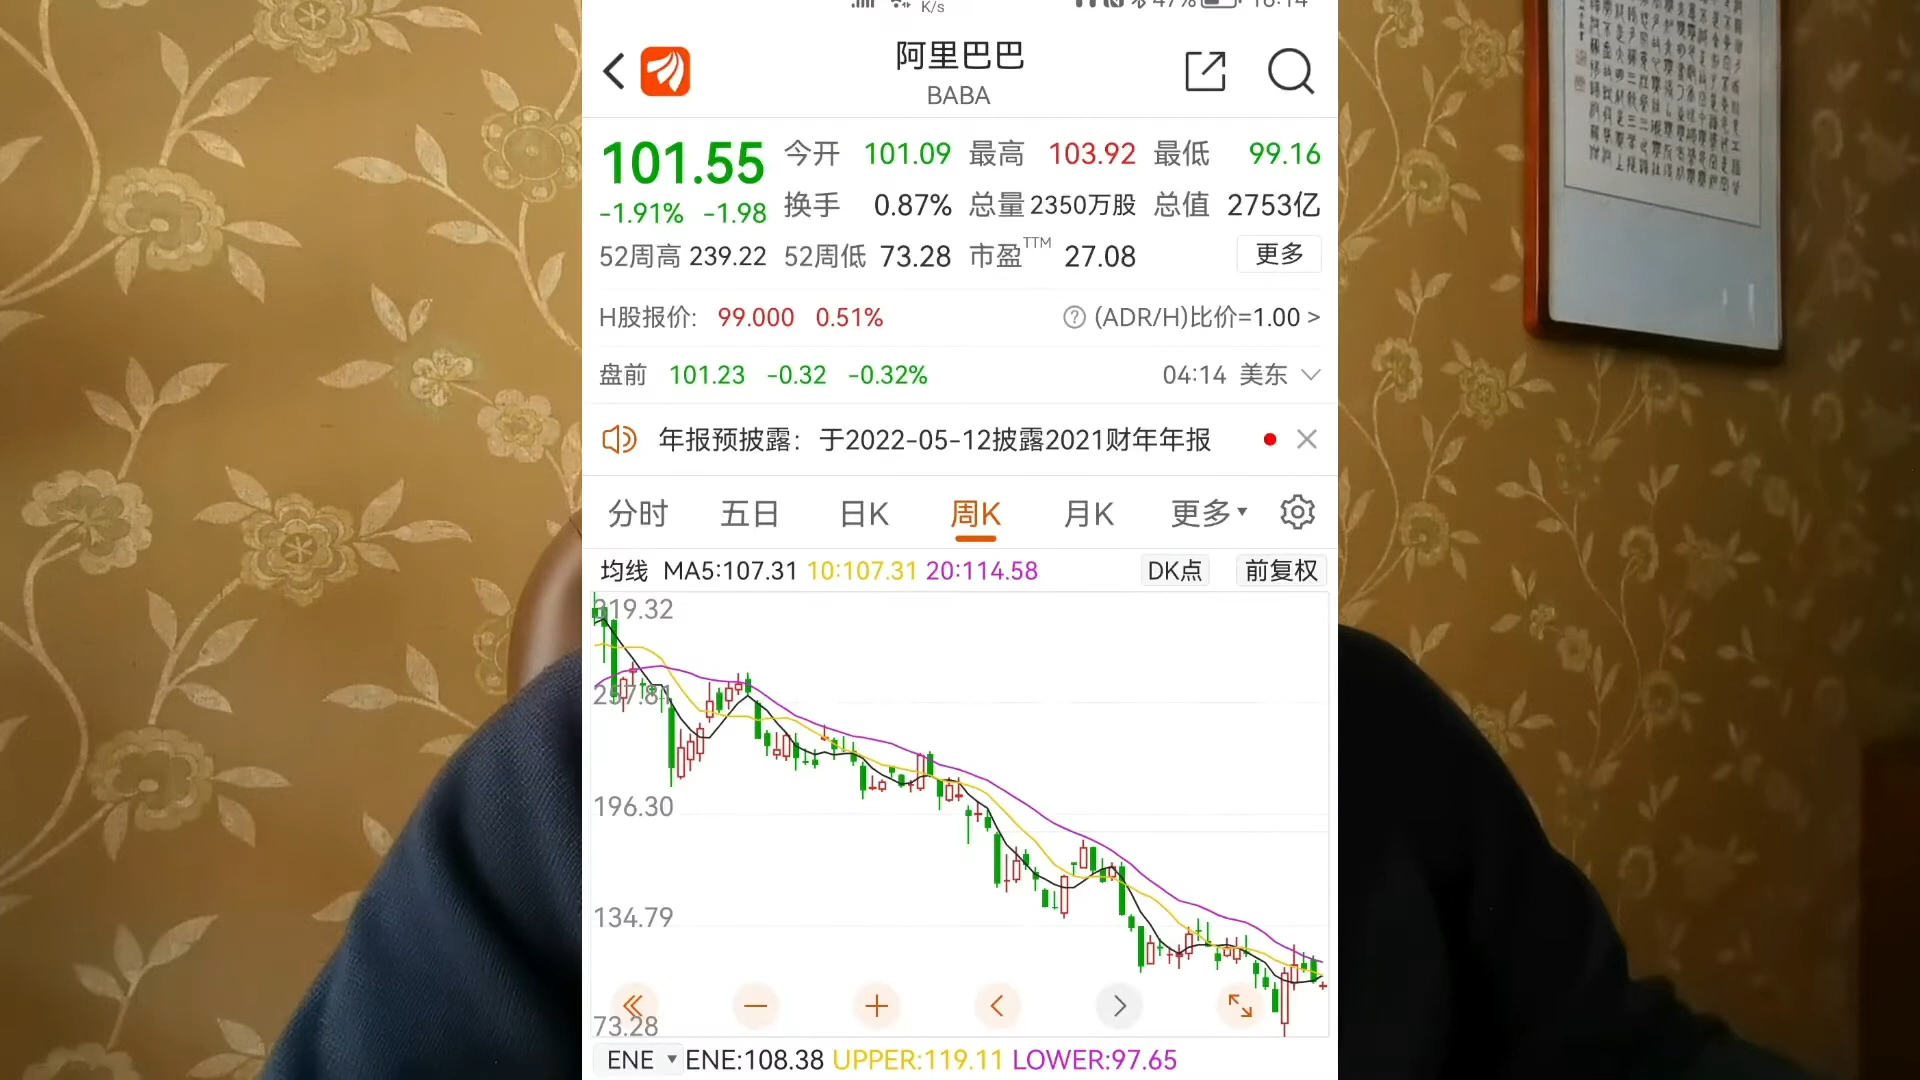 K/s 47% 16:14
阿里巴巴
BABA
101.55 今开 101.09 最高 103.92 最低 99.16
-1.91% -1.98 换手 0.87% 总量 2350万股 总值 2753亿
52周高 239.22 52周低 73.28 市盈TTM 27.08 更多
H股报价: 99.000 0.51% ? (ADR/H)比价=1.00 >
盘前 101.23 -0.32 -0.32% 04:14 美东
年报预披露：于2022-05-12披露2021财年年报
分时 五日 日K 周K 月K 更多
均线 MA5:107.31 10:107.31 20:114.58 DK点 前复权
319.32
257.81
196.30
134.79
73.28
ENE ENE:108.38 UPPER:119.11 LOWER:97.65